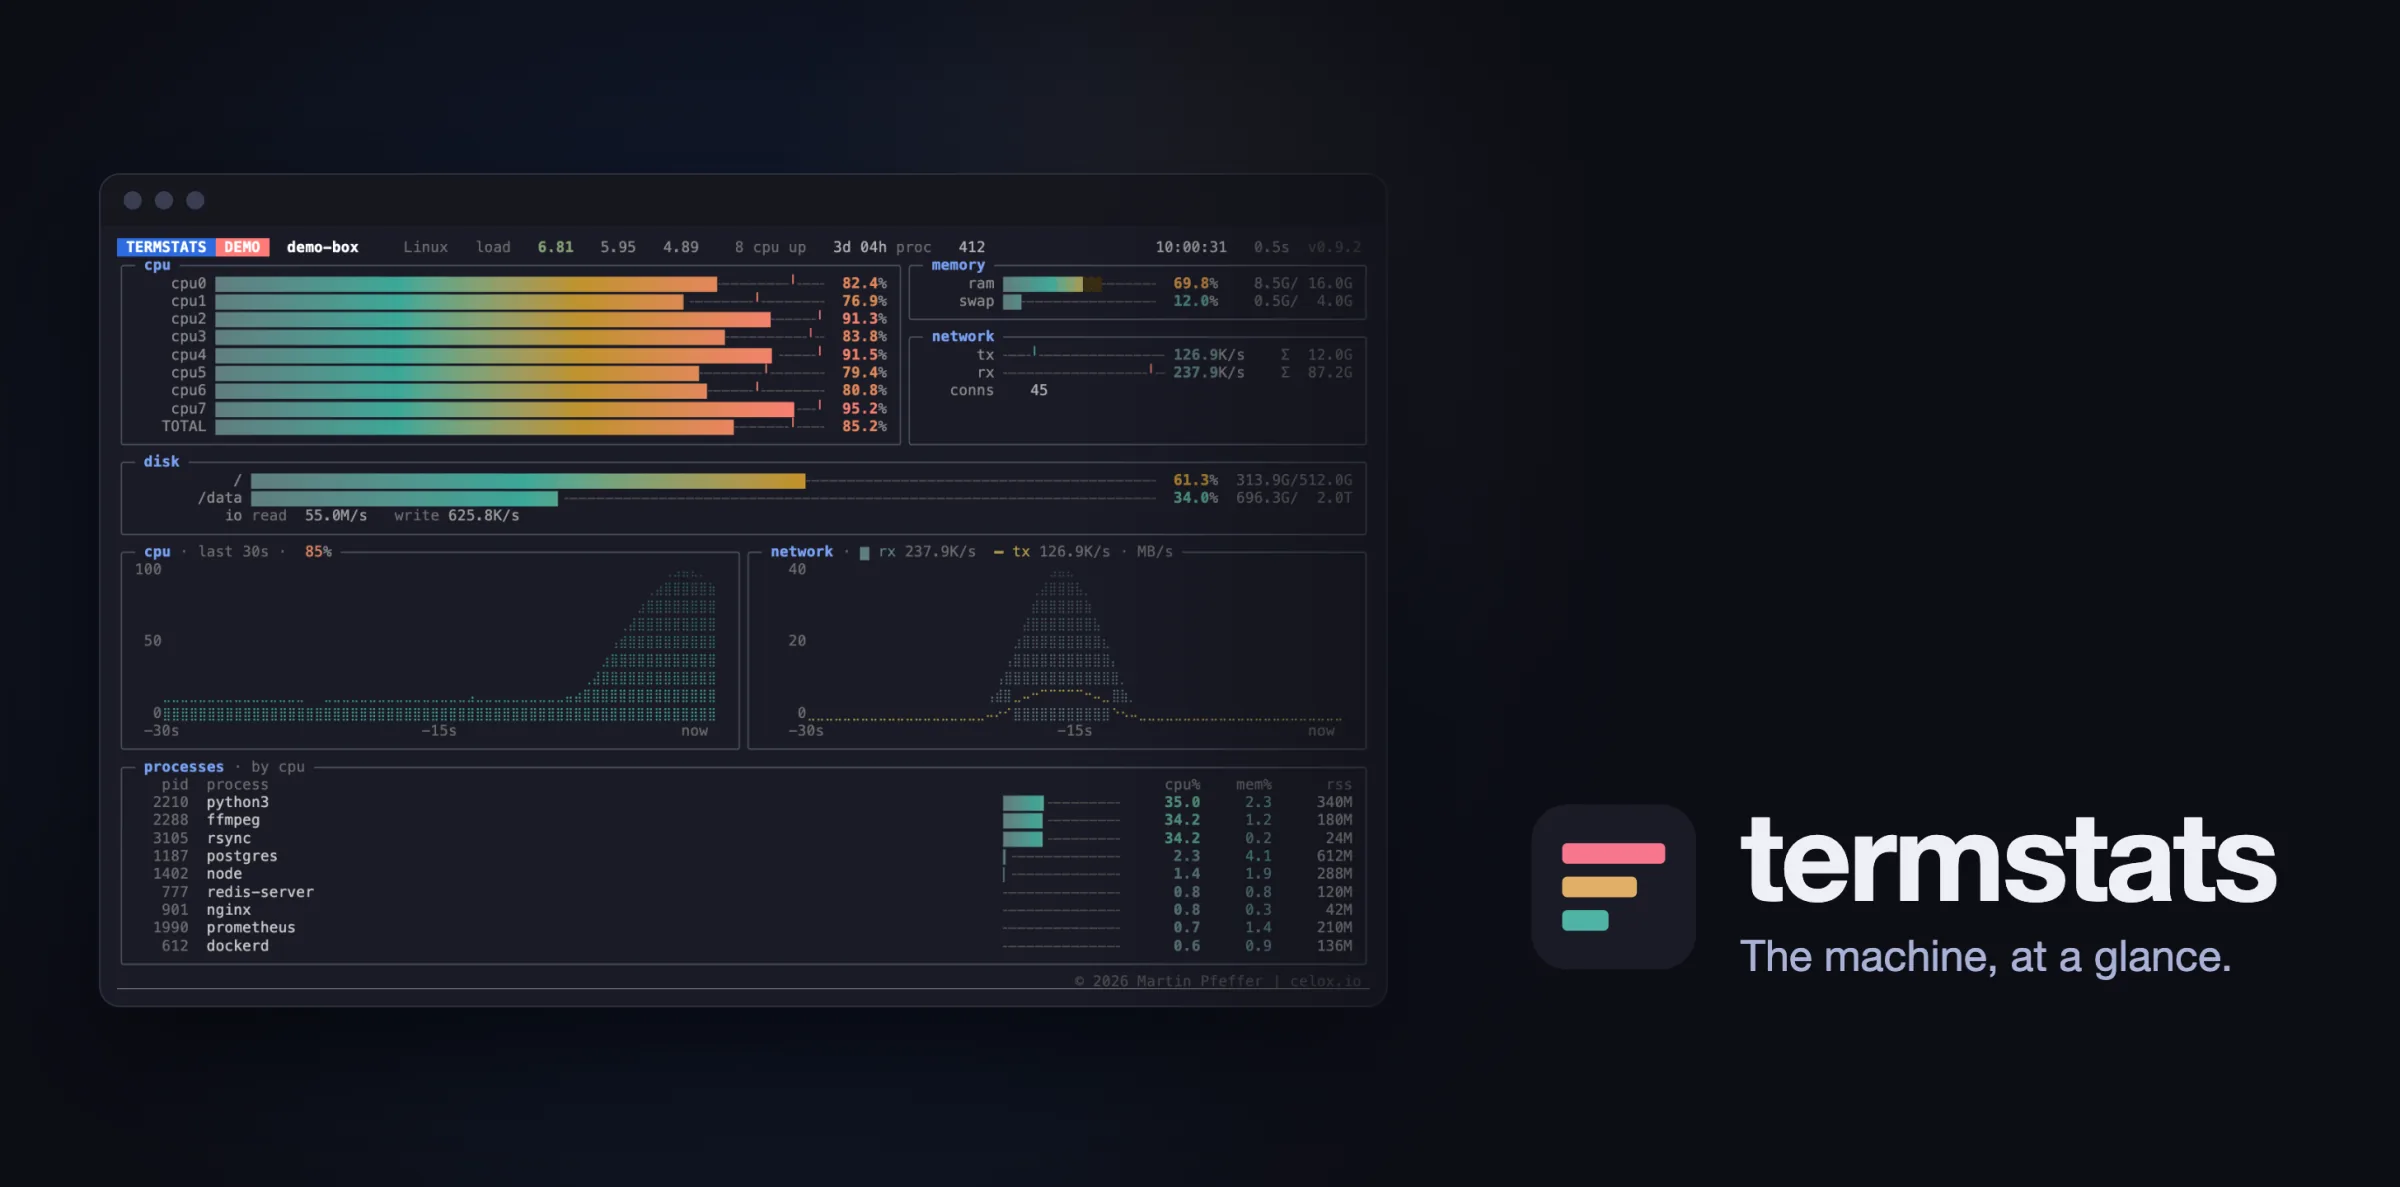 TERMSTATS DEMO demo-box Linux load 6.81 5.95 4.89 8 cpu up 3d 04h proc 412 10:00:31 0.5s v0.9.2
cpu
cpu0 82.4%
cpu1 76.9%
cpu2 91.3%
cpu3 83.8%
cpu4 91.5%
cpu5 79.4%
cpu6 80.8%
cpu7 95.2%
TOTAL 85.2%
memory
ram 69.8% 8.5G/ 16.0G
swap 12.0% 0.5G/ 4.0G
network
tx 126.9K/s Σ 12.0G
rx 237.9K/s Σ 87.2G
conns 45
disk
/ 61.3% 313.9G/512.0G
/data 34.0% 696.3G/ 2.0T
io read 55.0M/s write 625.8K/s
cpu · last 30s · 85%
100
50
0
-30s -15s now
network · rx 237.9K/s tx 126.9K/s · MB/s
40
20
0
-30s -15s now
processes · by cpu
pid process cpu% mem% rss
2210 python3 35.0 2.3 340M
2288 ffmpeg 34.2 1.2 180M
3105 rsync 34.2 0.2 24M
1187 postgres 2.3 4.1 612M
1402 node 1.4 1.9 288M
777 redis-server 0.8 0.8 120M
901 nginx 0.8 0.3 42M
1990 prometheus 0.7 1.4 210M
612 dockerd 0.6 0.9 136M
© 2026 Martin Pfeffer | celox.io
termstats
The machine, at a glance.